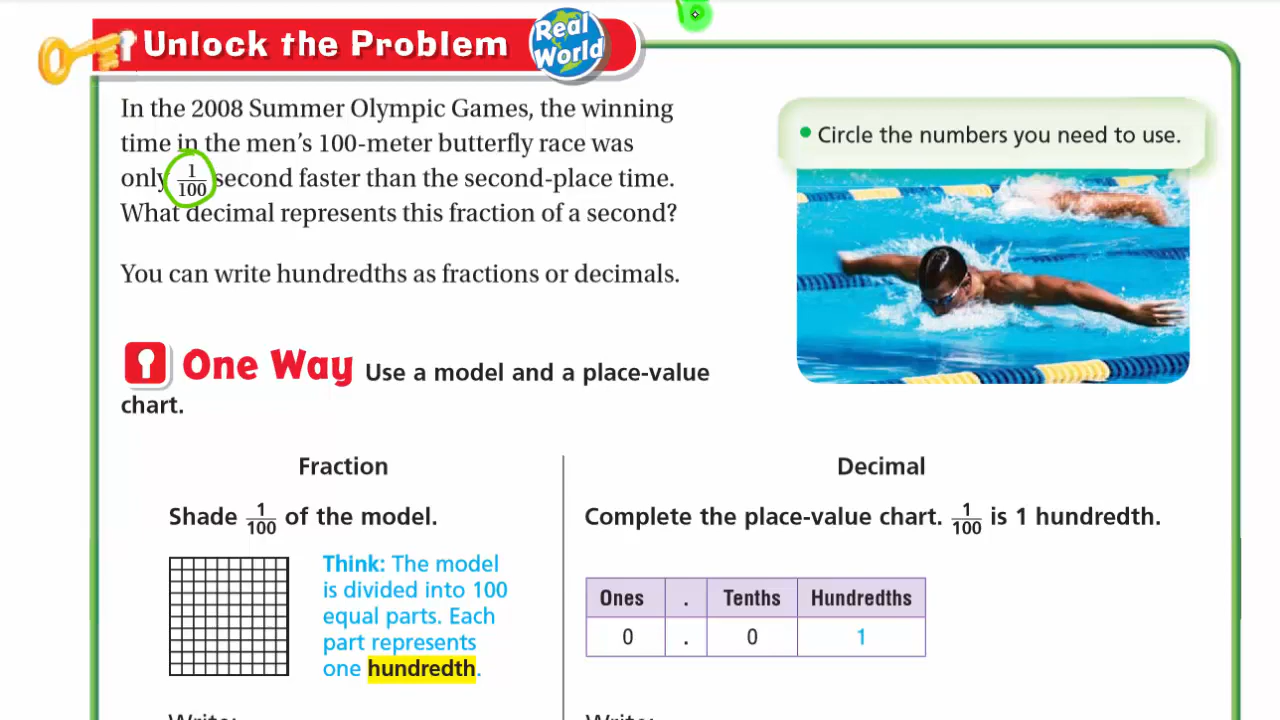 Unlock the Problem
Real World
In the 2008 Summer Olympic Games, the winning
time in the men's 100-meter butterfly race was
only 1/100 second faster than the second-place time.
What decimal represents this fraction of a second?
• Circle the numbers you need to use.
You can write hundredths as fractions or decimals.
One Way Use a model and a place-value
chart.
Fraction
Shade 1/100 of the model.
Think: The model
is divided into 100
equal parts. Each
part represents
one hundredth.
Write:
Decimal
Complete the place-value chart. 1/100 is 1 hundredth.
Ones . Tenths Hundredths
0 . 0 1
Write: